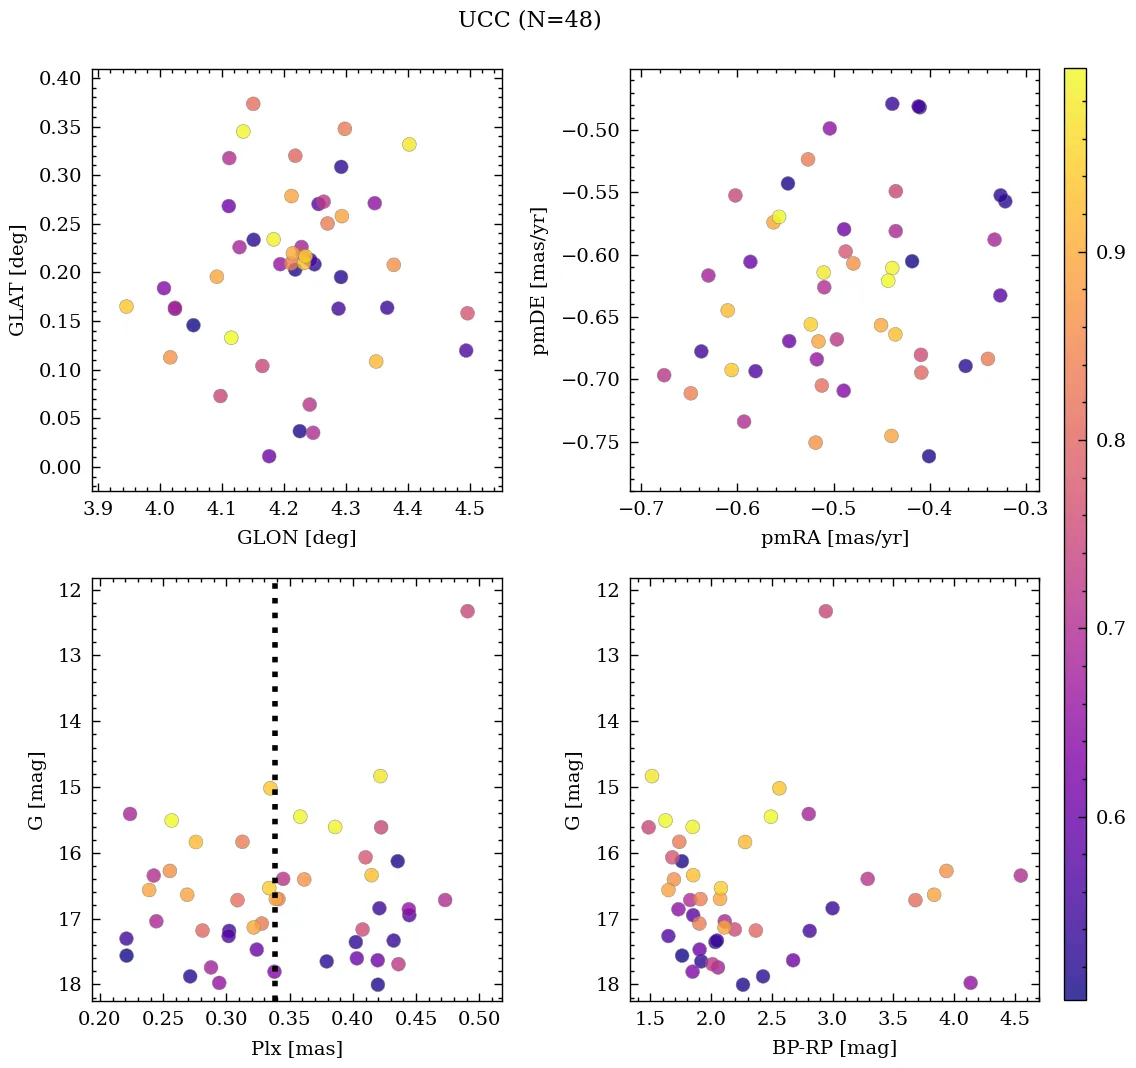 UCC (N=48)
0.40
0.35
0.30
0.25
0.20
0.15
0.10
0.05
0.00
GLAT [deg]
3.9 4.0 4.1 4.2 4.3 4.4 4.5
GLON [deg]
−0.50
−0.55
−0.60
−0.65
−0.70
−0.75
pmDE [mas/yr]
−0.7 −0.6 −0.5 −0.4 −0.3
pmRA [mas/yr]
12
13
14
15
16
17
18
G [mag]
0.20 0.25 0.30 0.35 0.40 0.45 0.50
Plx [mas]
12
13
14
15
16
17
18
G [mag]
1.5 2.0 2.5 3.0 3.5 4.0 4.5
BP-RP [mag]
0.9
0.8
0.7
0.6